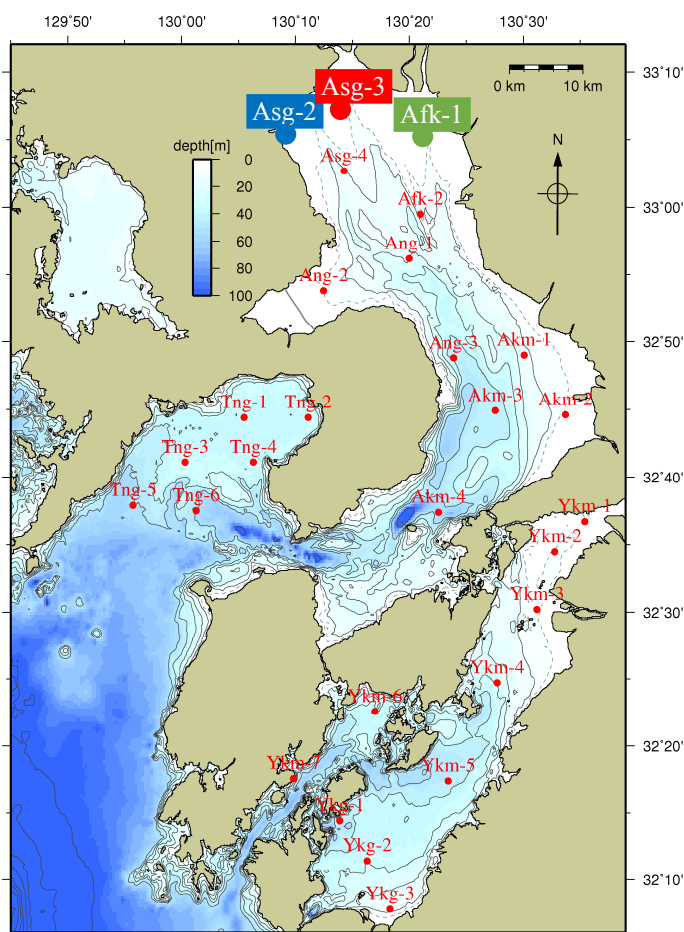 129˚50' 130˚00' 130˚10' 130˚20' 130˚30'
33˚10'
0 km 10 km
Asg-3
Asg-2
Afk-1
depth[m]
0
20
40
60
80
100
N
Asg-4
Afk-2
33˚00'
Ang-1
Ang-2
32˚50'
Ang-3
Akm-1
Akm-3
Akm-2
Tng-1
Tng-2
Tng-3
Tng-4
32˚40'
Tng-5
Tng-6
Akm-4
Ykm-1
Ykm-2
32˚30'
Ykm-3
Ykm-4
Ykm-6
32˚20'
Ykm-7
Ykm-5
Ykg-1
Ykg-2
32˚10'
Ykg-3